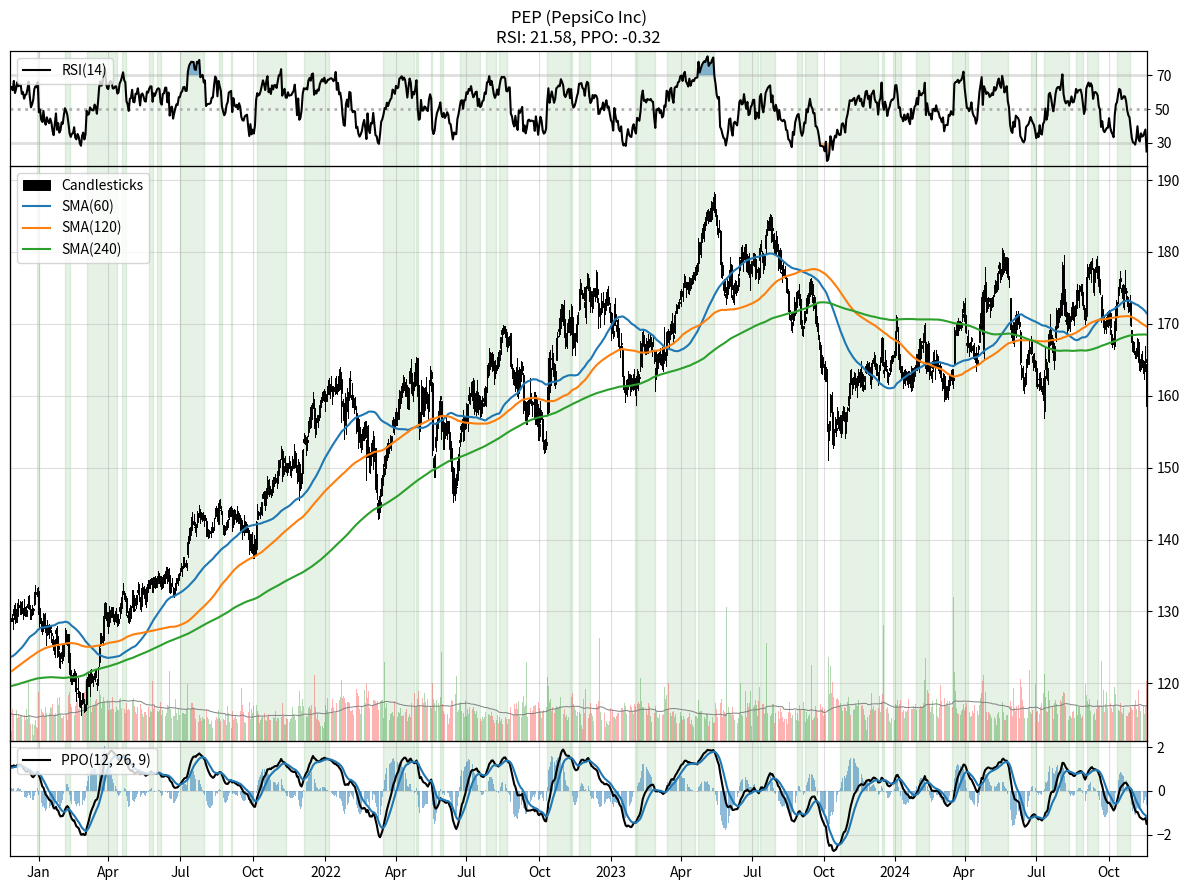 PEP (PepsiCo Inc)
RSI: 21.58, PPO: -0.32
RSI(14)
70
50
30
Candlesticks
SMA(60)
SMA(120)
SMA(240)
190
180
170
160
150
140
130
120
PPO(12, 26, 9)
2
0
−2
Jan Apr Jul Oct 2022 Apr Jul Oct 2023 Apr Jul Oct 2024 Apr Jul Oct